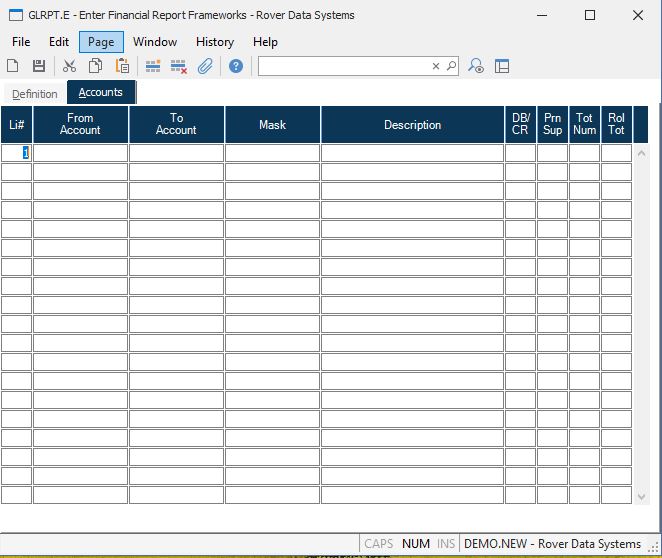 GLRPT.E - Enter Financial Report Frameworks - Rover Data Systems
File Edit Page Window History Help
Definition Accounts
Li# From Account To Account Mask Description DB/ CR Prn Sup Tot Num Rol Tot
1
CAPS NUM INS DEMO.NEW - Rover Data Systems